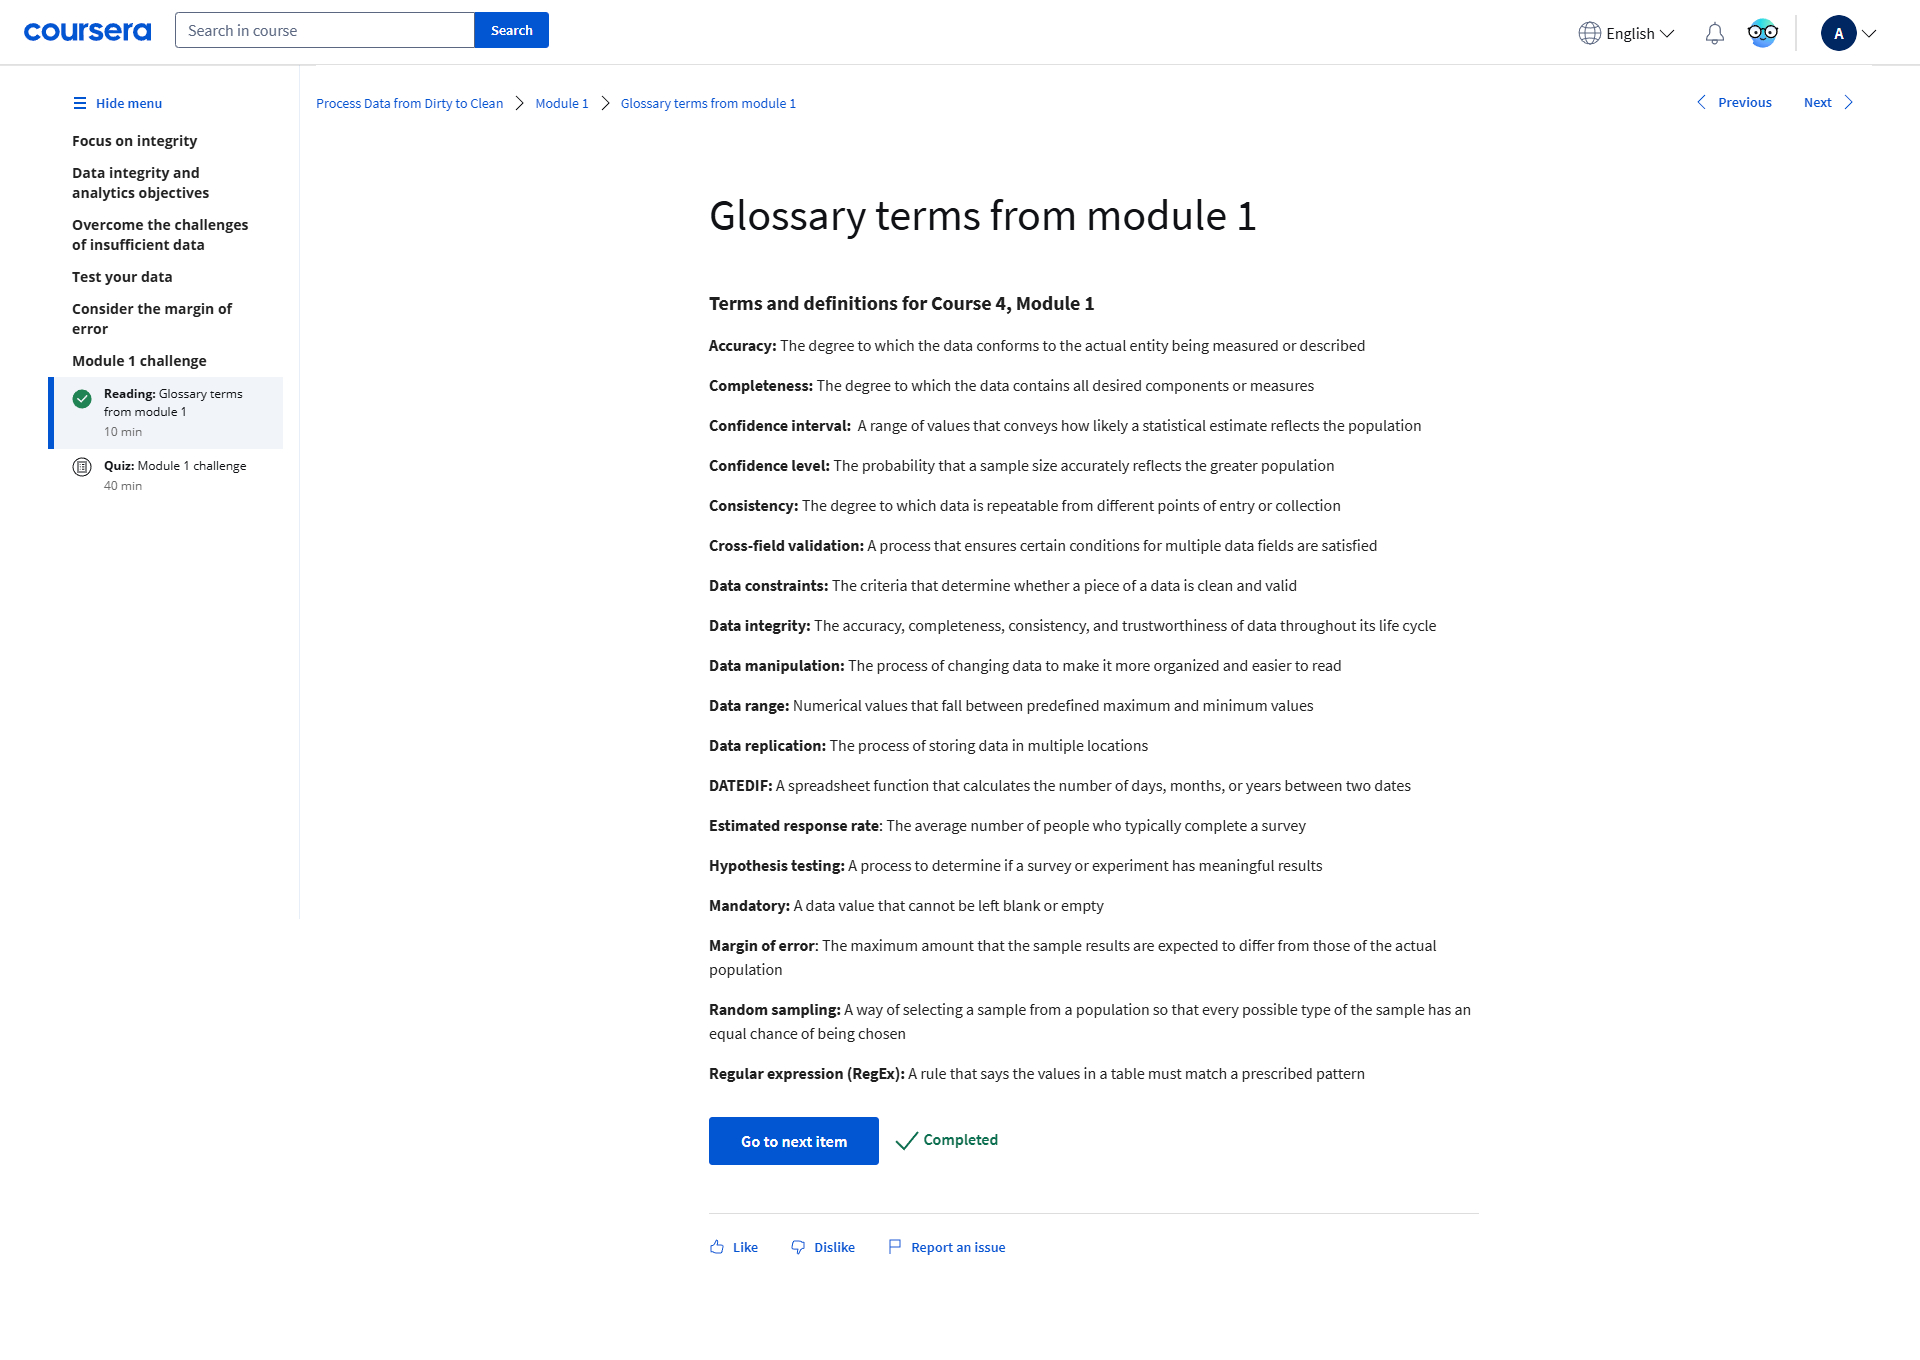 coursera
Search in course
Search
English
A
Hide menu
Focus on integrity
Data integrity and
analytics objectives
Overcome the challenges
of insufficient data
Test your data
Consider the margin of
error
Module 1 challenge
Reading: Glossary terms
from module 1
10 min
Quiz: Module 1 challenge
40 min
Process Data from Dirty to Clean
Module 1
Glossary terms from module 1
Previous
Next
Glossary terms from module 1
Terms and definitions for Course 4, Module 1
Accuracy: The degree to which the data conforms to the actual entity being measured or described
Completeness: The degree to which the data contains all desired components or measures
Confidence interval:  A range of values that conveys how likely a statistical estimate reflects the population
Confidence level: The probability that a sample size accurately reflects the greater population
Consistency: The degree to which data is repeatable from different points of entry or collection
Cross-field validation: A process that ensures certain conditions for multiple data fields are satisfied
Data constraints: The criteria that determine whether a piece of a data is clean and valid
Data integrity: The accuracy, completeness, consistency, and trustworthiness of data throughout its life cycle
Data manipulation: The process of changing data to make it more organized and easier to read
Data range: Numerical values that fall between predefined maximum and minimum values
Data replication: The process of storing data in multiple locations
DATEDIF: A spreadsheet function that calculates the number of days, months, or years between two dates
Estimated response rate: The average number of people who typically complete a survey
Hypothesis testing: A process to determine if a survey or experiment has meaningful results
Mandatory: A data value that cannot be left blank or empty
Margin of error: The maximum amount that the sample results are expected to differ from those of the actual
population
Random sampling: A way of selecting a sample from a population so that every possible type of the sample has an
equal chance of being chosen
Regular expression (RegEx): A rule that says the values in a table must match a prescribed pattern
Go to next item
Completed
Like
Dislike
Report an issue